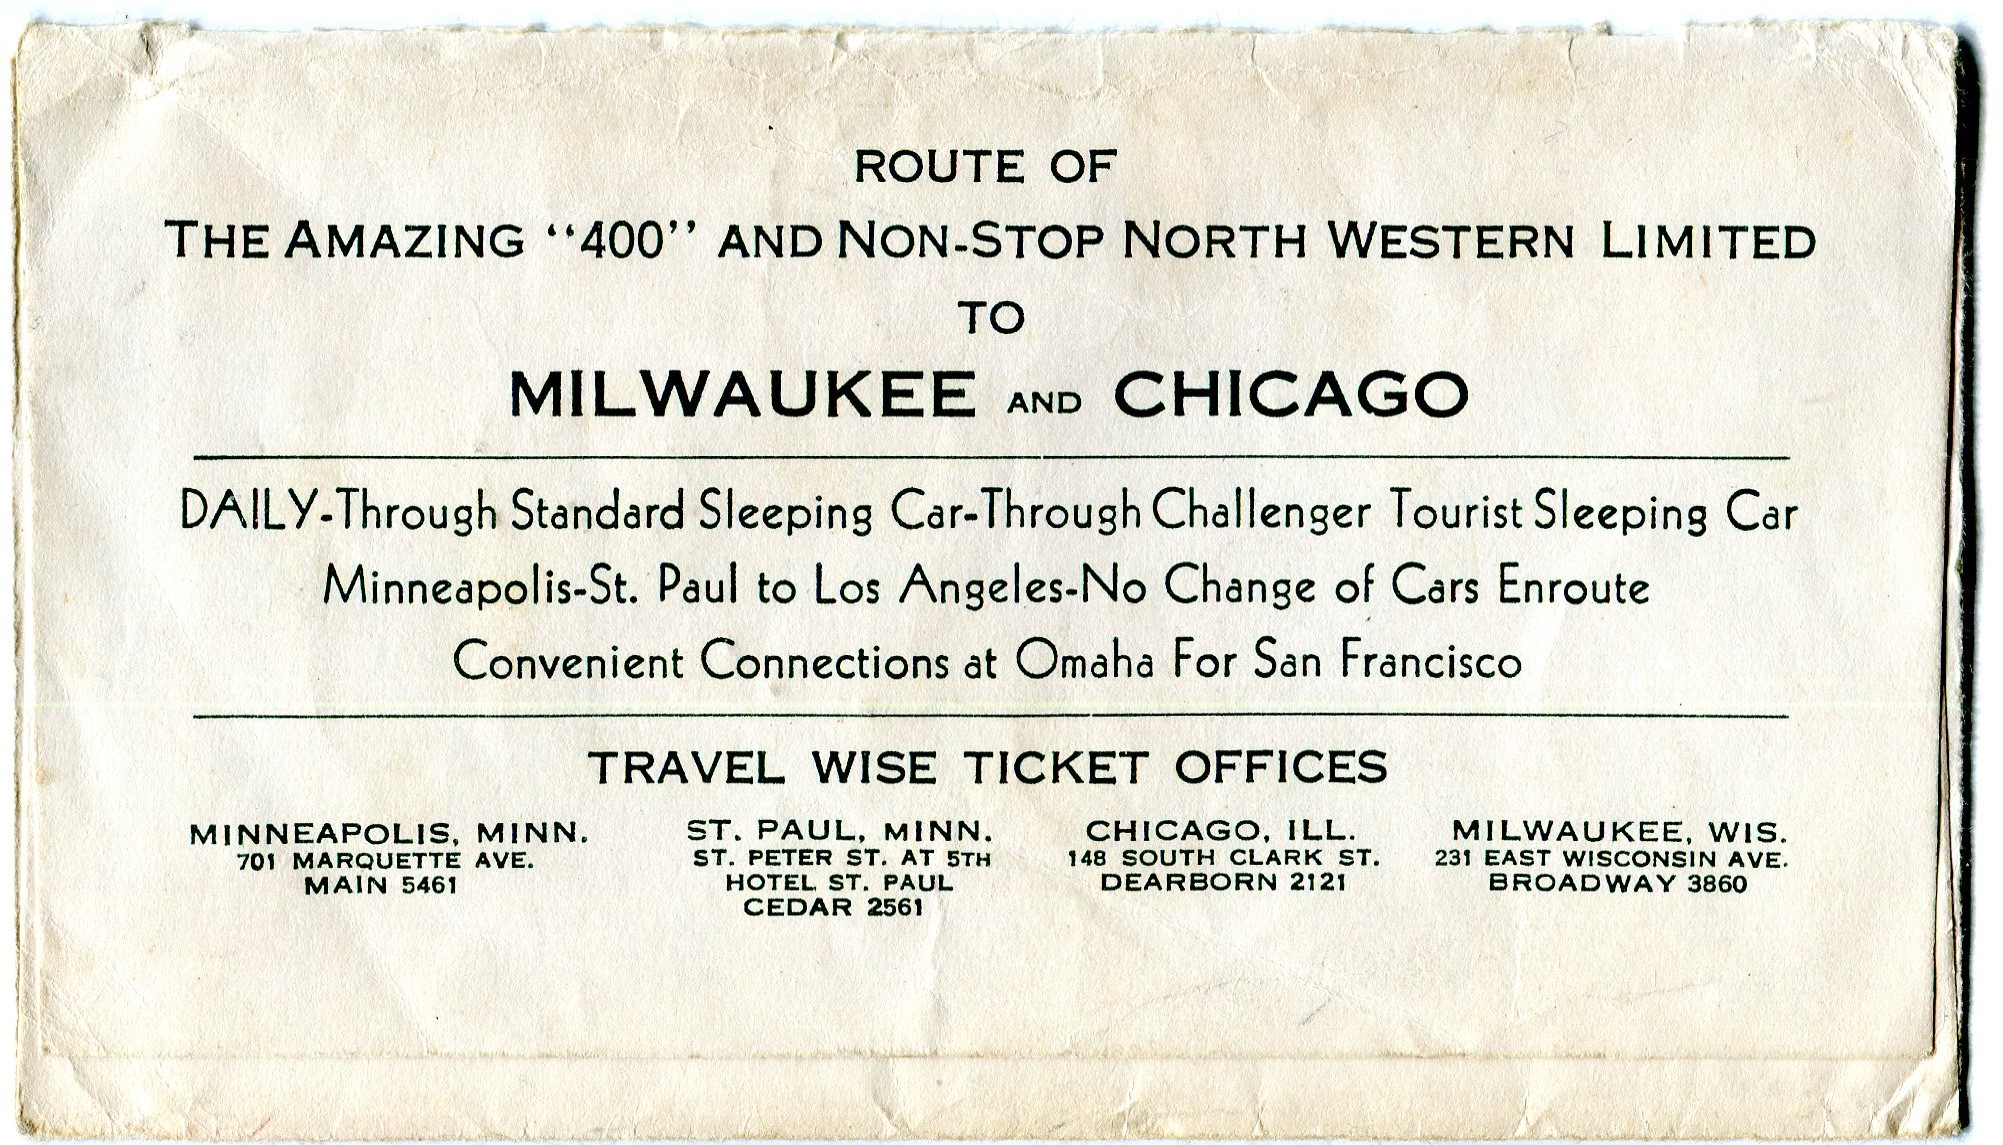 ROUTE OF
THE AMAZING "400" AND NON-STOP NORTH WESTERN LIMITED
TO
MILWAUKEE AND CHICAGO
DAILY-Through Standard Sleeping Car-Through Challenger Tourist Sleeping Car
Minneapolis-St. Paul to Los Angeles-No Change of Cars Enroute
Convenient Connections at Omaha For San Francisco
TRAVEL WISE TICKET OFFICES
MINNEAPOLIS, MINN.
701 MARQUETTE AVE.
MAIN 5461
ST. PAUL, MINN.
ST. PETER ST. AT 5TH
HOTEL ST. PAUL
CEDAR 2561
CHICAGO, ILL.
148 SOUTH CLARK ST.
DEARBORN 2121
MILWAUKEE, WIS.
231 EAST WISCONSIN AVE.
BROADWAY 3860